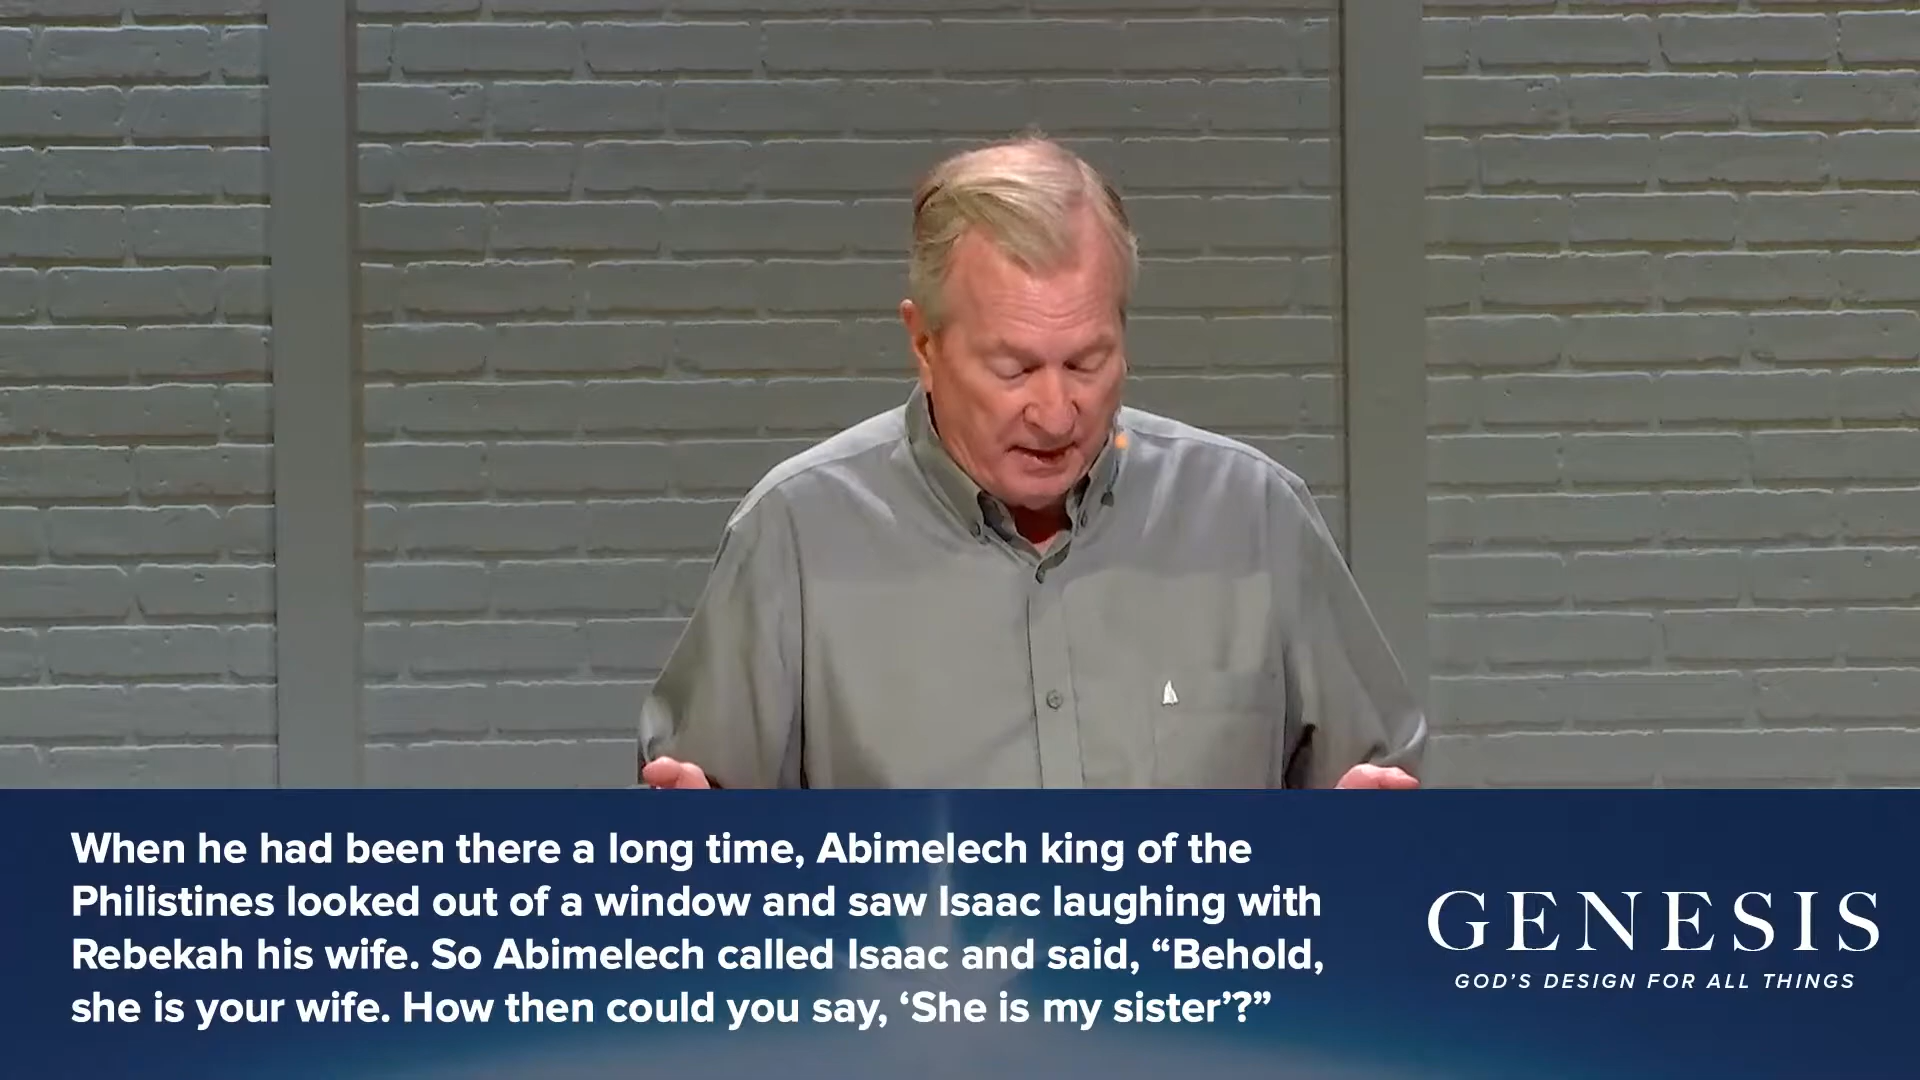 When he had been there a long time, Abimelech king of the
Philistines looked out of a window and saw Isaac laughing with
Rebekah his wife. So Abimelech called Isaac and said, “Behold,
she is your wife. How then could you say, ‘She is my sister’?”
GENESIS
GOD’S DESIGN FOR ALL THINGS